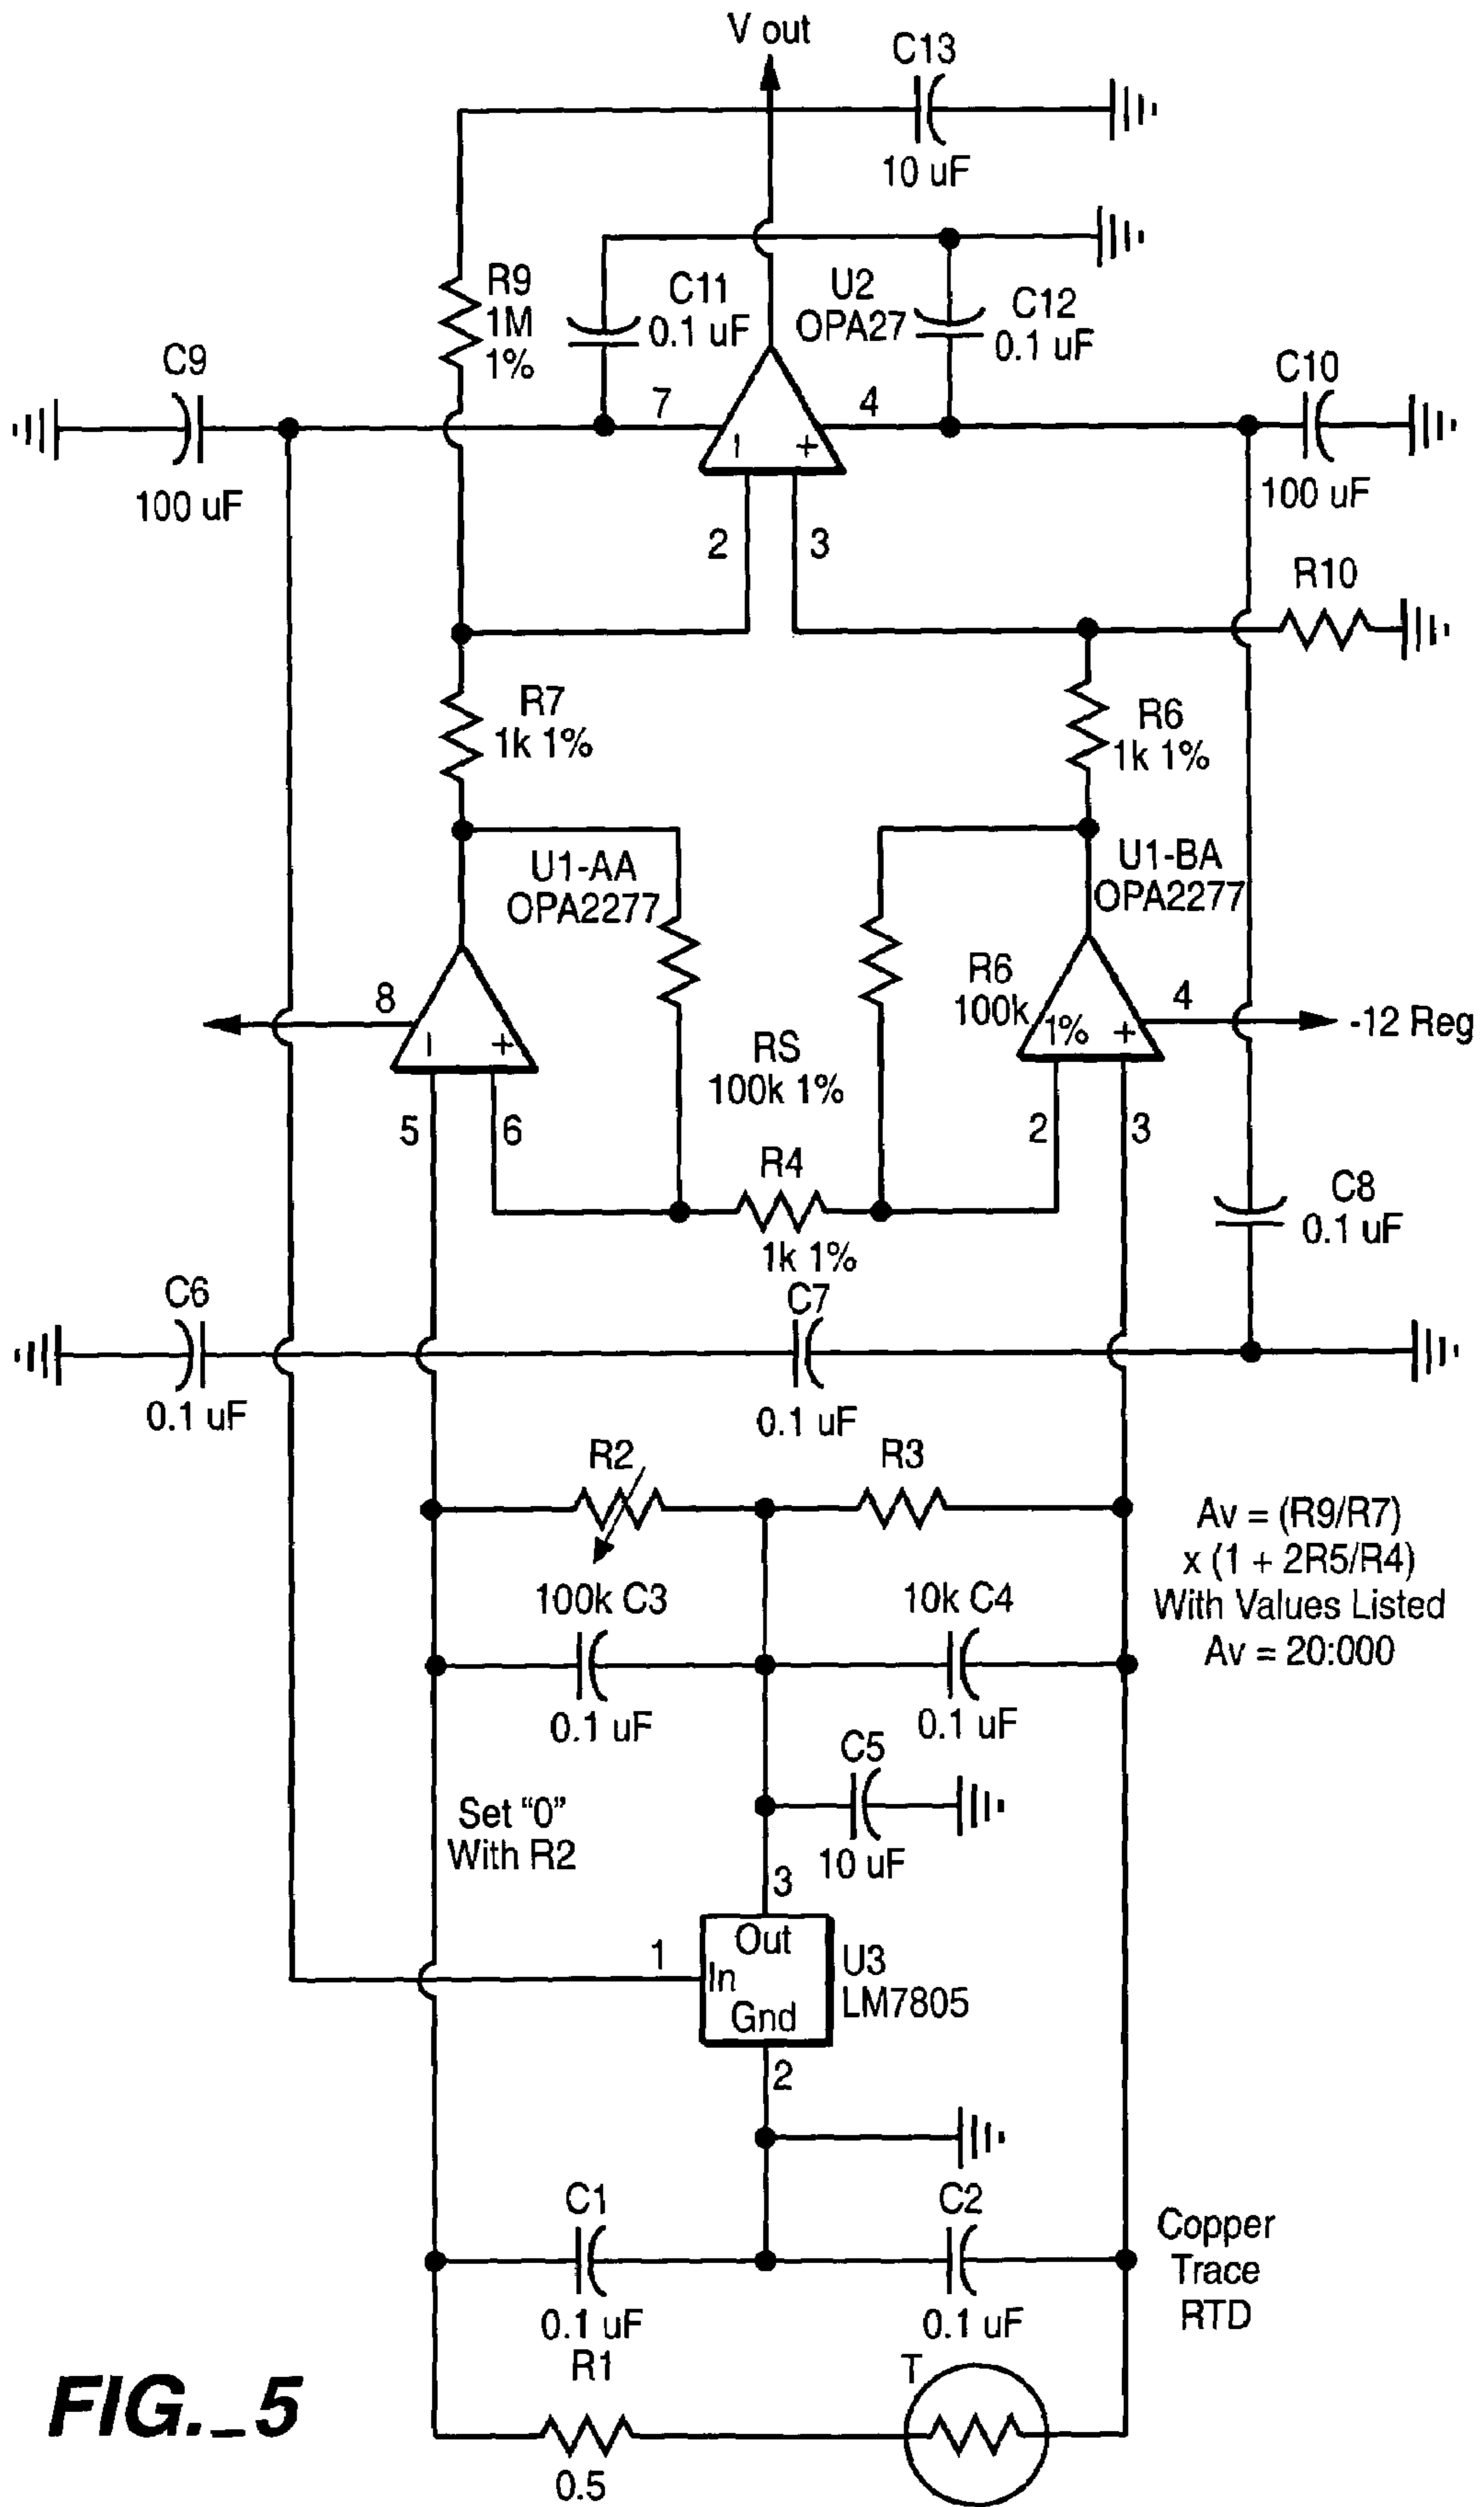 V out
C13
10 uF
R9
1M
1%
C11
0.1 uF
U2
OPA27
C12
0.1 uF
C9
100 uF
7
4
C10
100 uF
−
+
2
3
R10
R7
1k 1%
R6
1k 1%
U1-AA
OPA2277
U1-BA
OPA2277
8
−
+
R6
100k
1%
+
4
-12 Reg
RS
100k 1%
5
6
2
3
R4
1k 1%
C8
0.1 uF
C6
0.1 uF
C7
0.1 uF
R2
R3
100k C3
10k C4
0.1 uF
0.1 uF
Av = (R9/R7)
x (1 + 2R5/R4)
With Values Listed
Av = 20:000
C5
10 uF
Set “0”
With R2
3
Out
1
In
Gnd
U3
LM7805
2
C1
0.1 uF
C2
0.1 uF
Copper
Trace
RTD
R1
0.5
T
FIG._5